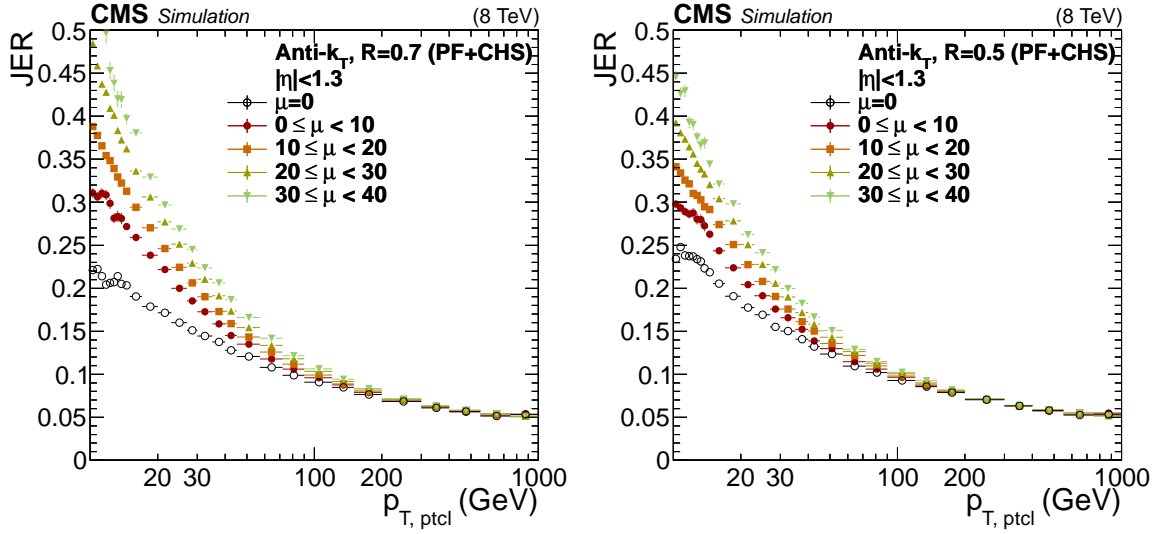 CMS Simulation (8 TeV)
JER
0.5
0.45
0.4
0.35
0.3
0.25
0.2
0.15
0.1
0.05
0
Anti-k_T, R=0.7 (PF+CHS)
|η|<1.3
μ=0
0 ≤ μ < 10
10 ≤ μ < 20
20 ≤ μ < 30
30 ≤ μ < 40
20 30 100 200 1000
p_T, ptcl (GeV)
CMS Simulation (8 TeV)
JER
0.5
0.45
0.4
0.35
0.3
0.25
0.2
0.15
0.1
0.05
0
Anti-k_T, R=0.5 (PF+CHS)
|η|<1.3
μ=0
0 ≤ μ < 10
10 ≤ μ < 20
20 ≤ μ < 30
30 ≤ μ < 40
20 30 100 200 1000
p_T, ptcl (GeV)